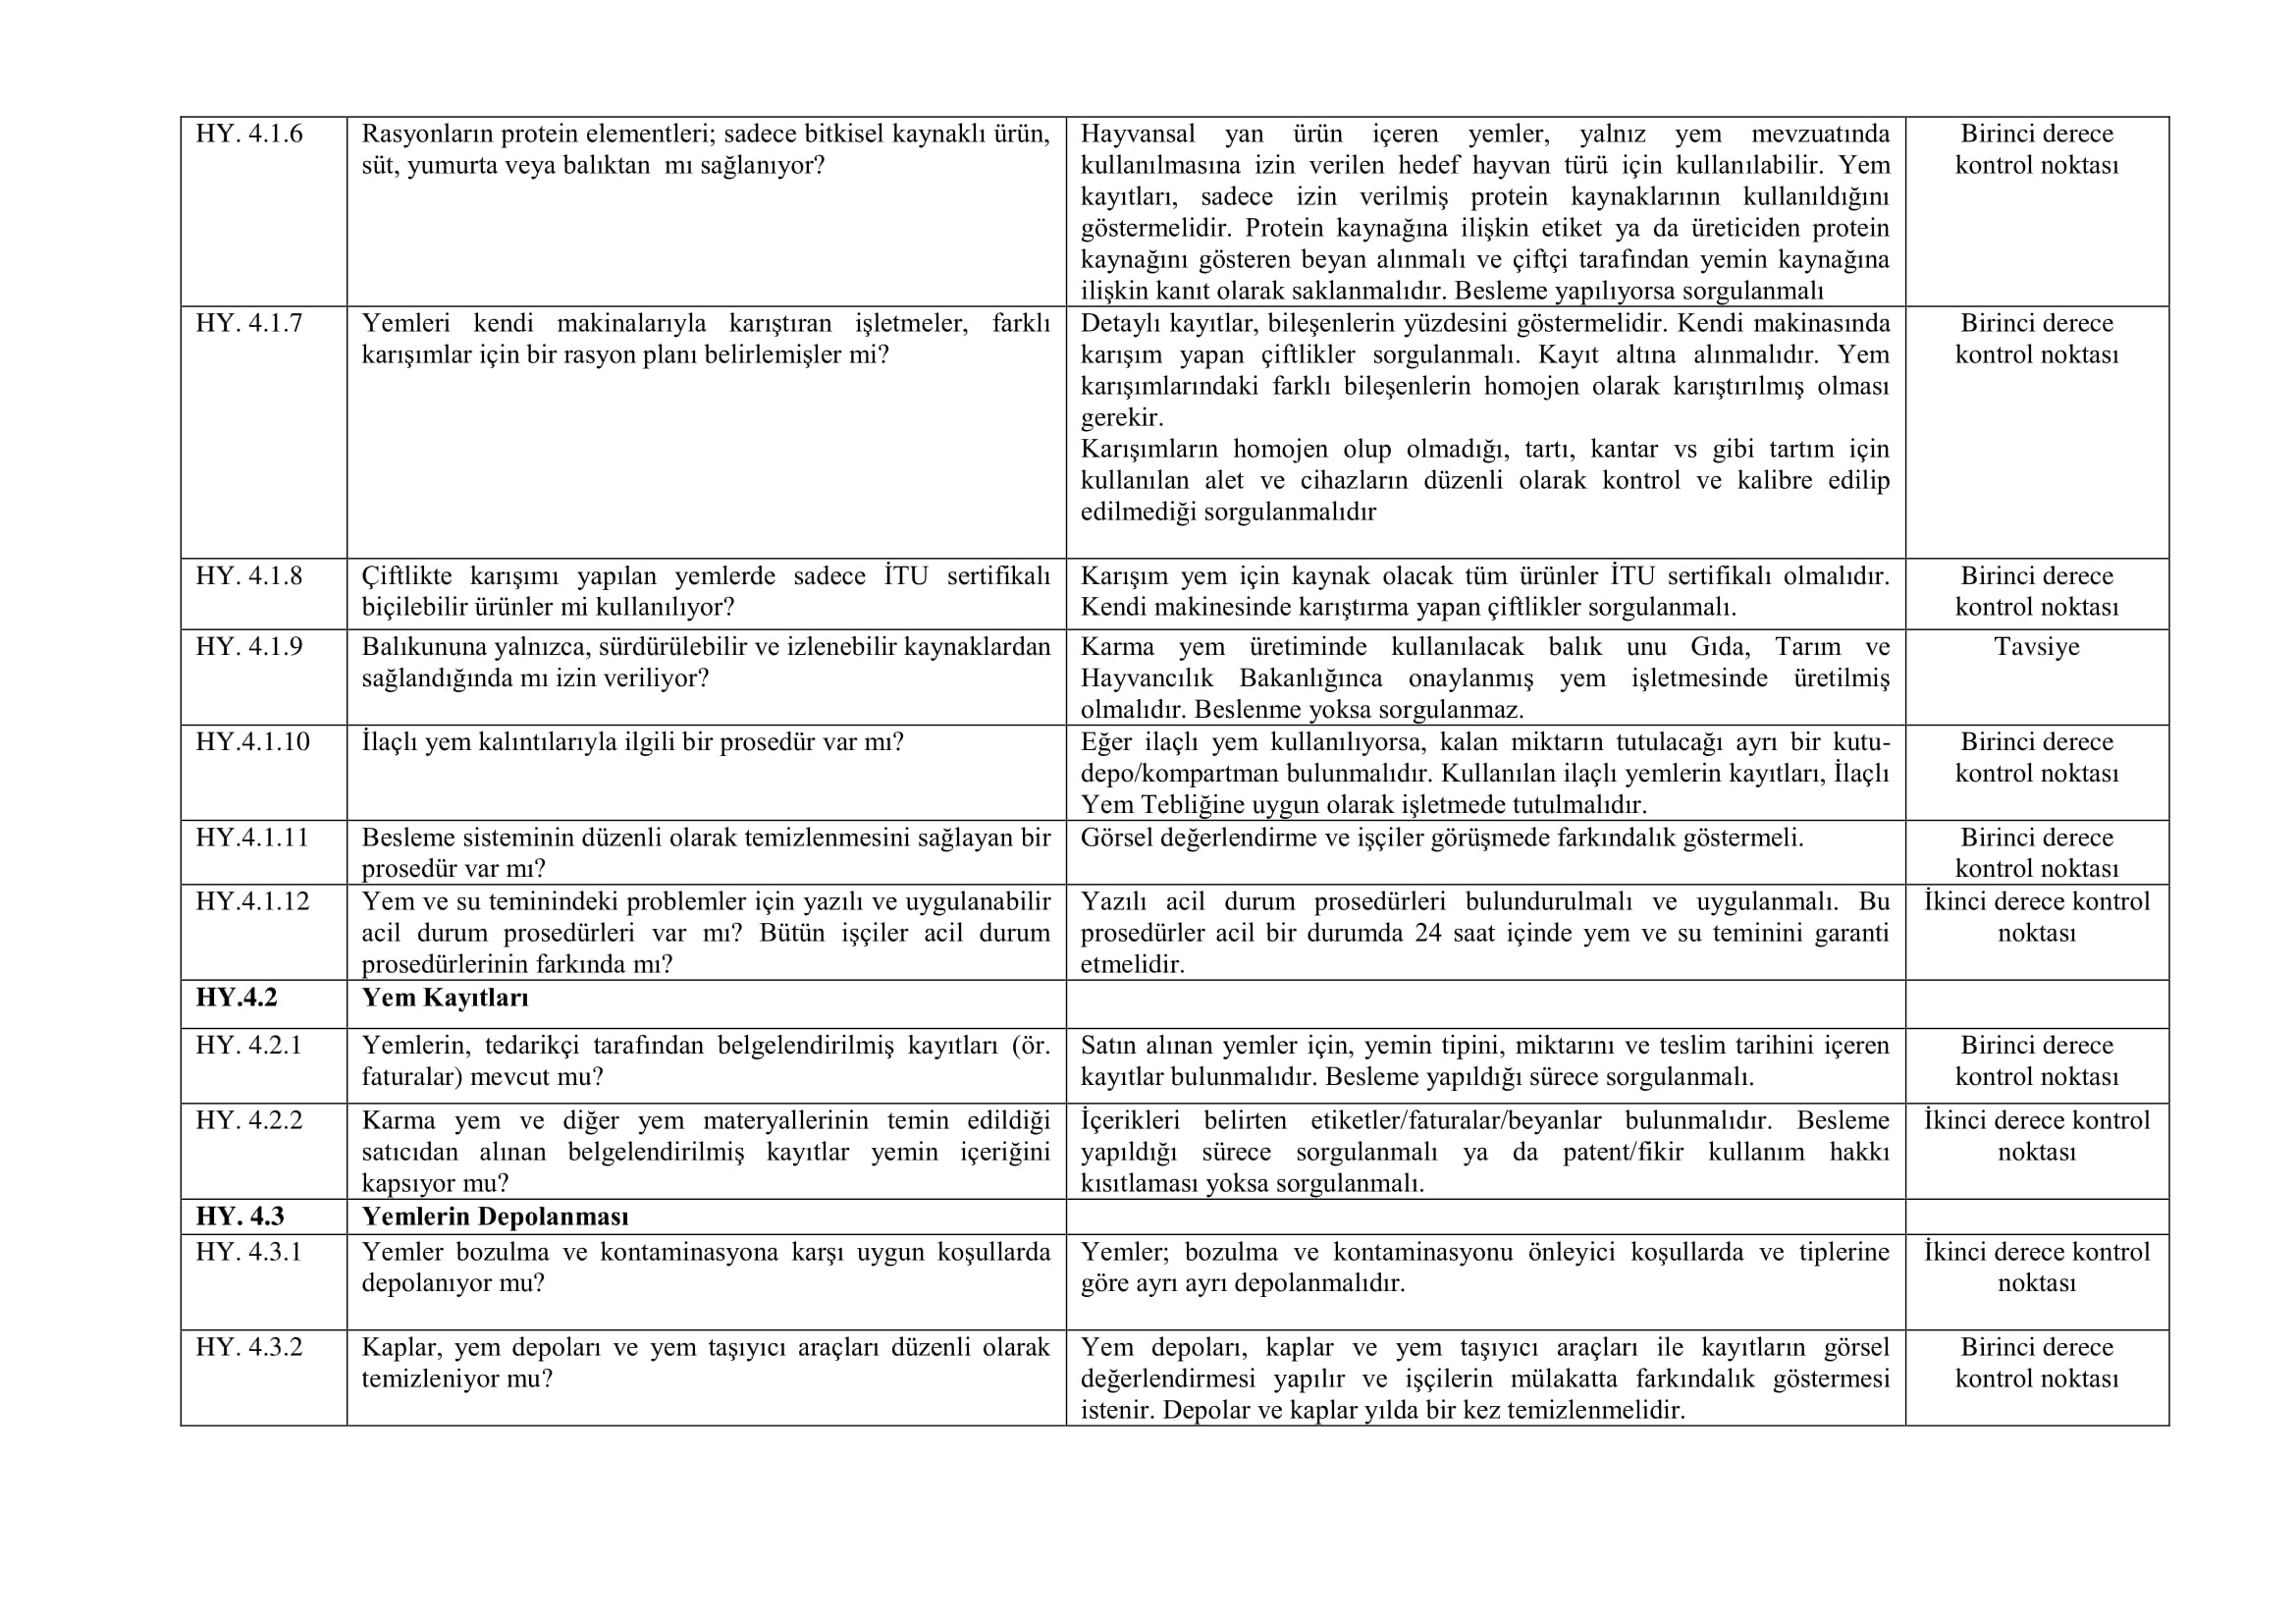 HY. 4.1.6
Rasyonların protein elementleri; sadece bitkisel kaynaklı ürün,
süt, yumurta veya balıktan mı sağlanıyor?
Hayvansal yan ürün içeren yemler, yalnız yem mevzuatında
kullanılmasına izin verilen hedef hayvan türü için kullanılabilir. Yem
kayıtları, sadece izin verilmiş protein kaynaklarının kullanıldığını
göstermelidir. Protein kaynağına ilişkin etiket ya da üreticiden protein
kaynağını gösteren beyan alınmalı ve çiftçi tarafından yemin kaynağına
ilişkin kanıt olarak saklanmalıdır. Besleme yapılıyorsa sorgulanmalı
Birinci derece
kontrol noktası
HY. 4.1.7
Yemleri kendi makinalarıyla karıştıran işletmeler, farklı
karışımlar için bir rasyon planı belirlemişler mi?
Detaylı kayıtlar, bileşenlerin yüzdesini göstermelidir. Kendi makinasında
karışım yapan çiftlikler sorgulanmalı. Kayıt altına alınmalıdır. Yem
karışımlarındaki farklı bileşenlerin homojen olarak karıştırılmış olması
gerekir.
Karışımların homojen olup olmadığı, tartı, kantar vs gibi tartım için
kullanılan alet ve cihazların düzenli olarak kontrol ve kalibre edilip
edilmediği sorgulanmalıdır
Birinci derece
kontrol noktası
HY. 4.1.8
Çiftlikte karışımı yapılan yemlerde sadece İTU sertifikalı
biçilebilir ürünler mi kullanılıyor?
Karışım yem için kaynak olacak tüm ürünler İTU sertifikalı olmalıdır.
Kendi makinesinde karıştırma yapan çiftlikler sorgulanmalı.
Birinci derece
kontrol noktası
HY. 4.1.9
Balıkununa yalnızca, sürdürülebilir ve izlenebilir kaynaklardan
sağlandığında mı izin veriliyor?
Karma yem üretiminde kullanılacak balık unu Gıda, Tarım ve
Hayvancılık Bakanlığınca onaylanmış yem işletmesinde üretilmiş
olmalıdır. Beslenme yoksa sorgulanmaz.
Tavsiye
HY.4.1.10
İlaçlı yem kalıntılarıyla ilgili bir prosedür var mı?
Eğer ilaçlı yem kullanılıyorsa, kalan miktarın tutulacağı ayrı bir kutu-
depo/kompartman bulunmalıdır. Kullanılan ilaçlı yemlerin kayıtları, İlaçlı
Yem Tebliğine uygun olarak işletmede tutulmalıdır.
Birinci derece
kontrol noktası
HY.4.1.11
Besleme sisteminin düzenli olarak temizlenmesini sağlayan bir
prosedür var mı?
Görsel değerlendirme ve işçiler görüşmede farkındalık göstermeli.
Birinci derece
kontrol noktası
HY.4.1.12
Yem ve su teminindeki problemler için yazılı ve uygulanabilir
acil durum prosedürleri var mı? Bütün işçiler acil durum
prosedürlerinin farkında mı?
Yazılı acil durum prosedürleri bulundurulmalı ve uygulanmalı. Bu
prosedürler acil bir durumda 24 saat içinde yem ve su teminini garanti
etmelidir.
İkinci derece kontrol
noktası
HY.4.2
Yem Kayıtları
HY. 4.2.1
Yemlerin, tedarikçi tarafından belgelendirilmiş kayıtları (ör.
faturalar) mevcut mu?
Satın alınan yemler için, yemin tipini, miktarını ve teslim tarihini içeren
kayıtlar bulunmalıdır. Besleme yapıldığı sürece sorgulanmalı.
Birinci derece
kontrol noktası
HY. 4.2.2
Karma yem ve diğer yem materyallerinin temin edildiği
satıcıdan alınan belgelendirilmiş kayıtlar yemin içeriğini
kapsıyor mu?
İçerikleri belirten etiketler/faturalar/beyanlar bulunmalıdır. Besleme
yapıldığı sürece sorgulanmalı ya da patent/fikir kullanım hakkı
kısıtlaması yoksa sorgulanmalı.
İkinci derece kontrol
noktası
HY. 4.3
Yemlerin Depolanması
HY. 4.3.1
Yemler bozulma ve kontaminasyona karşı uygun koşullarda
depolanıyor mu?
Yemler; bozulma ve kontaminasyonu önleyici koşullarda ve tiplerine
göre ayrı ayrı depolanmalıdır.
İkinci derece kontrol
noktası
HY. 4.3.2
Kaplar, yem depoları ve yem taşıyıcı araçları düzenli olarak
temizleniyor mu?
Yem depoları, kaplar ve yem taşıyıcı araçları ile kayıtların görsel
değerlendirmesi yapılır ve işçilerin mülakatta farkındalık göstermesi
istenir. Depolar ve kaplar yılda bir kez temizlenmelidir.
Birinci derece
kontrol noktası